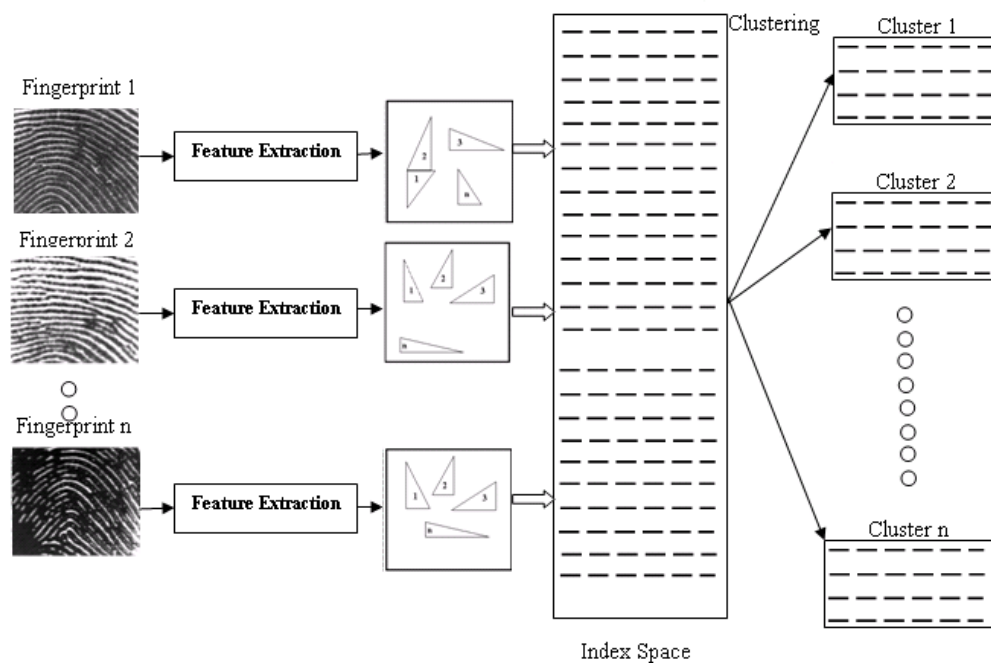 Clustering
Cluster 1
Fingerprint 1
Feature Extraction
1
2
3
n
Cluster 2
Fingerprint 2
Feature Extraction
1
2
3
n
Fingerprint n
Feature Extraction
1
2
3
n
Cluster n
Index Space